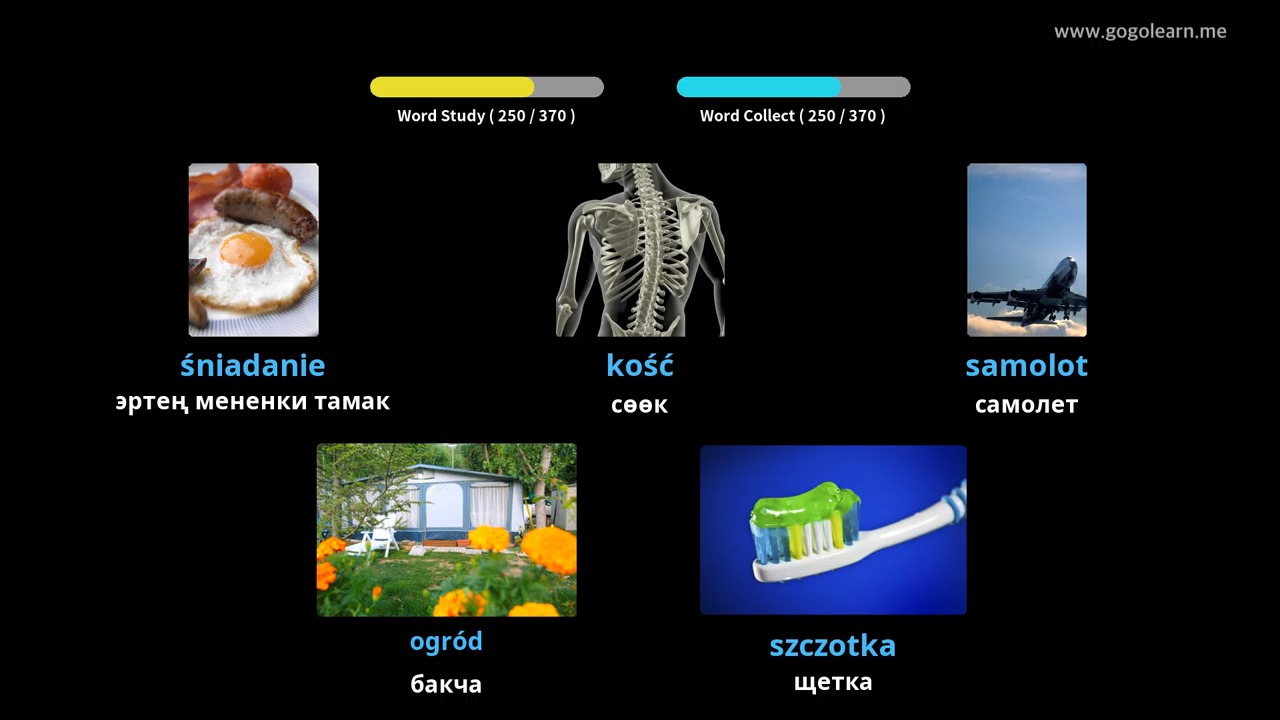 www.gogolearn.me
Word Study ( 250 / 370 )
Word Collect ( 250 / 370 )
śniadanie
эртең мененки тамак
kość
сөөк
samolot
самолет
ogród
бакча
szczotka
щетка